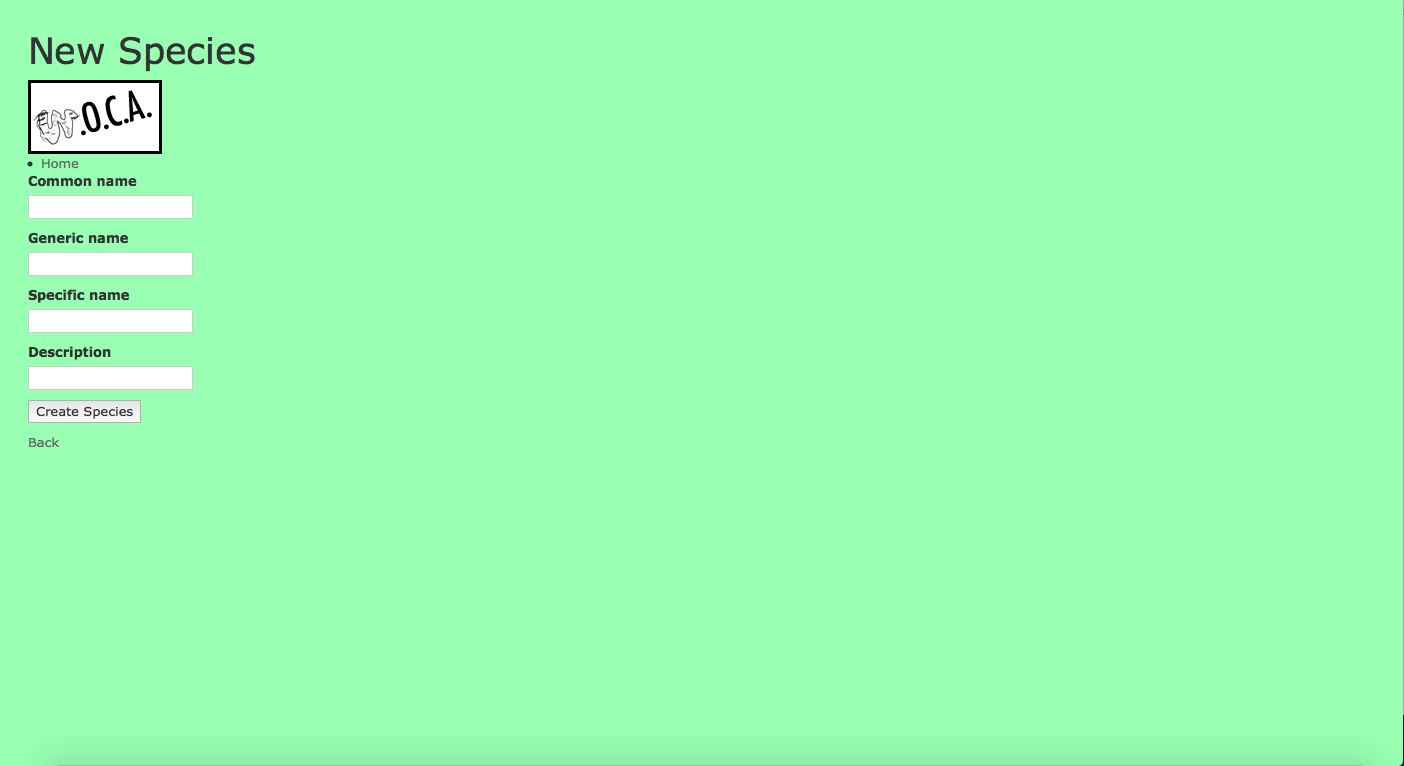 New Species
W.O.C.A.
Home
Common name
Generic name
Specific name
Description
Create Species
Back